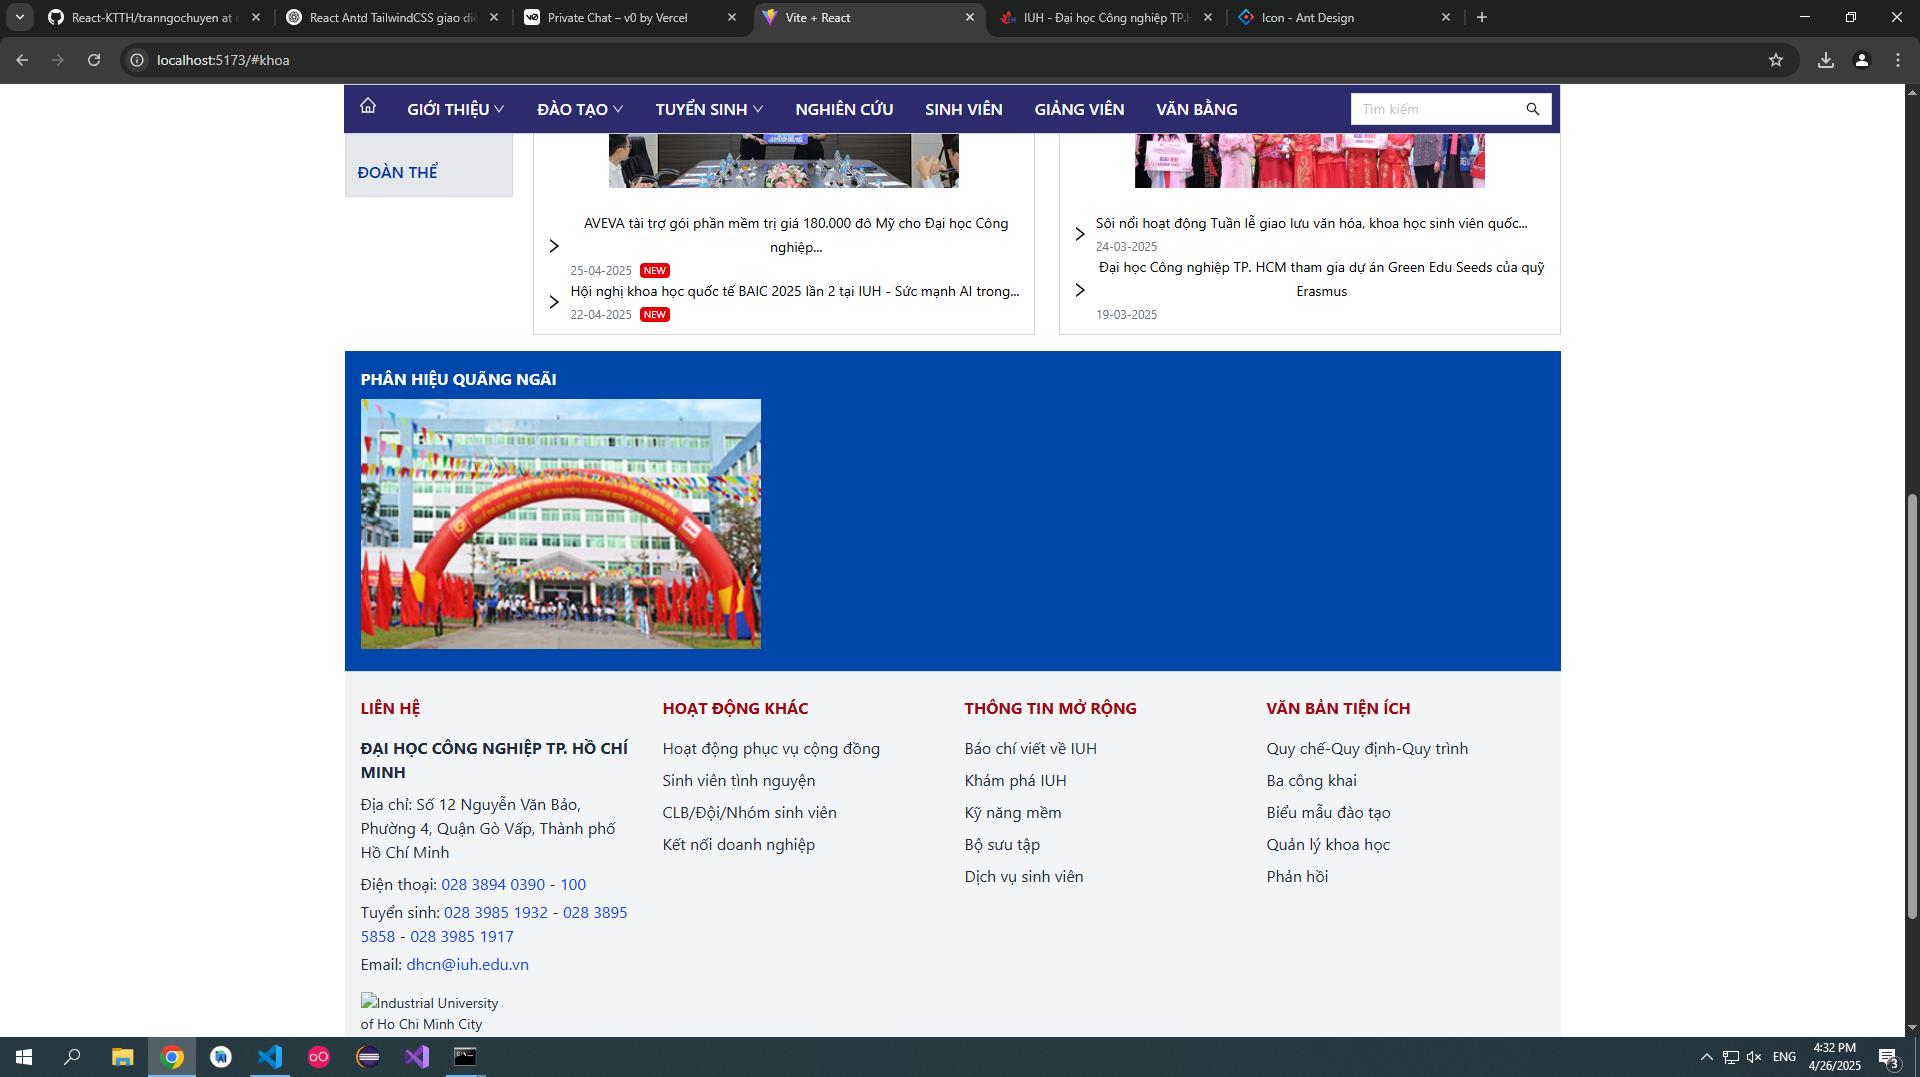 React-KTTH/tranngochuyen at r
React Antd TailwindCSS giao diệ
Private Chat – v0 by Vercel
Vite + React
IUH - Đại học Công nghiệp TP.H
Icon - Ant Design
localhost:5173/#khoa
GIỚI THIỆU
ĐÀO TẠO
TUYỂN SINH
NGHIÊN CỨU
SINH VIÊN
GIẢNG VIÊN
VĂN BẰNG
Tìm kiếm
ĐOÀN THỂ
AVEVA tài trợ gói phần mềm trị giá 180.000 đô Mỹ cho Đại học Công
nghiệp...
25-04-2025 NEW
Hội nghị khoa học quốc tế BAIC 2025 lần 2 tại IUH - Sức mạnh AI trong...
22-04-2025 NEW
Sôi nổi hoạt động Tuần lễ giao lưu văn hóa, khoa học sinh viên quốc...
24-03-2025
Đại học Công nghiệp TP. HCM tham gia dự án Green Edu Seeds của quỹ
Erasmus
19-03-2025
PHÂN HIỆU QUÃNG NGÃI
LIÊN HỆ
ĐẠI HỌC CÔNG NGHIỆP TP. HỒ CHÍ
MINH
Địa chỉ: Số 12 Nguyễn Văn Bảo,
Phường 4, Quận Gò Vấp, Thành phố
Hồ Chí Minh
Điện thoại: 028 3894 0390 - 100
Tuyển sinh: 028 3985 1932 - 028 3895
5858 - 028 3985 1917
Email: dhcn@iuh.edu.vn
Industrial University
of Ho Chi Minh City
HOẠT ĐỘNG KHÁC
Hoạt động phục vụ cộng đồng
Sinh viên tình nguyện
CLB/Đội/Nhóm sinh viên
Kết nối doanh nghiệp
THÔNG TIN MỞ RỘNG
Báo chí viết về IUH
Khám phá IUH
Kỹ năng mềm
Bộ sưu tập
Dịch vụ sinh viên
VĂN BẢN TIỆN ÍCH
Quy chế-Quy định-Quy trình
Ba công khai
Biểu mẫu đào tạo
Quản lý khoa học
Phản hồi
ENG
4:32 PM
4/26/2025
3